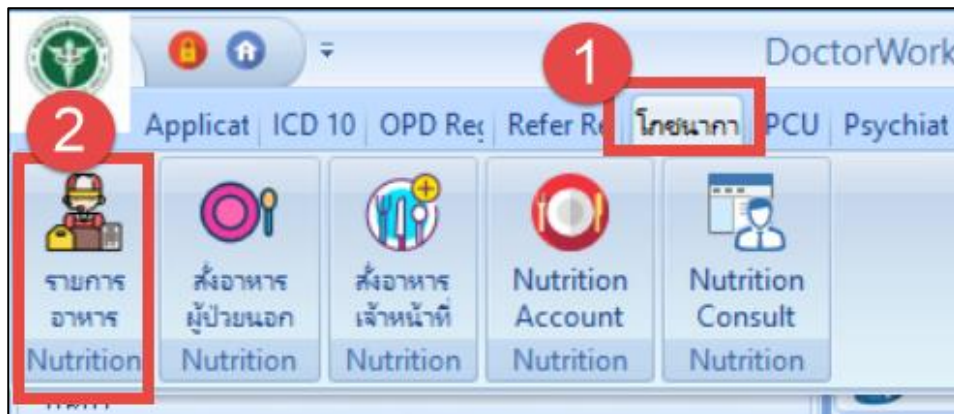 DoctorWork
1
2
Applicat ICD 10 OPD Reg Refer Re โภชนากา PCU Psychiat
รายการ
อาหาร
Nutrition
สั่งอาหาร
ผู้ป่วยนอก
Nutrition
สั่งอาหาร
เจ้าหน้าที่
Nutrition
Nutrition
Account
Nutrition
Nutrition
Consult
Nutrition